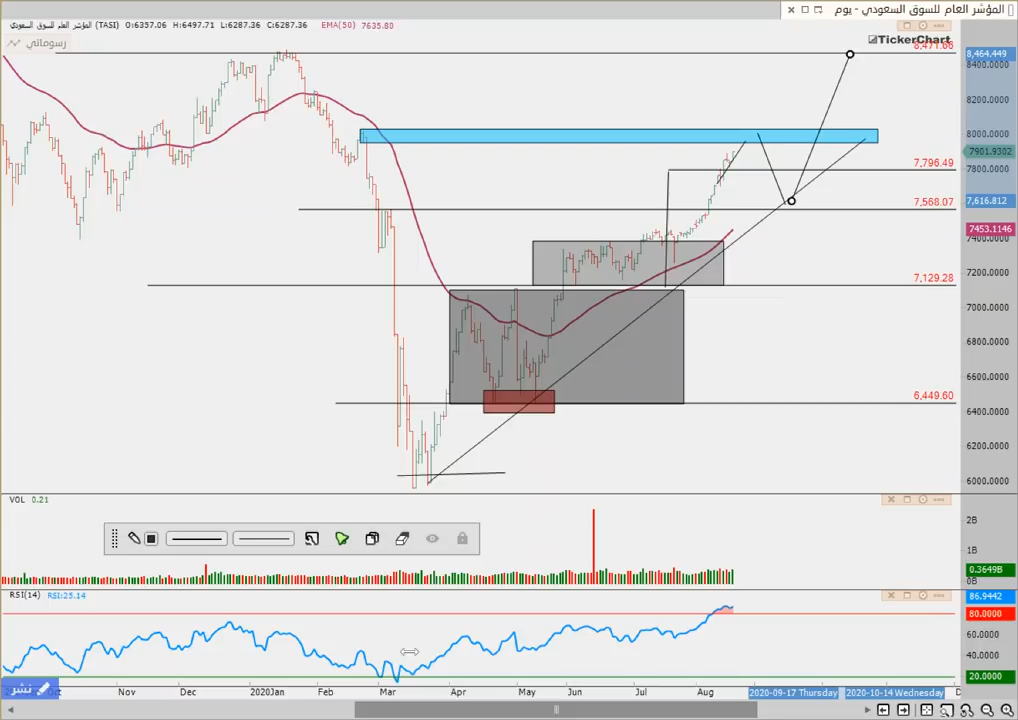 المؤشر العام للسوق السعودي - يوم
المؤشر العام للسوق السعودي (TASI) O:6357.06 H:6497.71 L:6287.36 C:6287.36 EMA(50) 7635.80
رسوماتي
TickerChart
8,471.66
8,464.449
8400.0000
8200.0000
8000.0000
7901.9302
7,796.49
7800.0000
7,568.07
7,616.812
7453.1146
7400.0000
7,129.28
7200.0000
7000.0000
6800.0000
6600.0000
6,449.60
6400.0000
6200.0000
6000.0000
VOL 0.21
2B
1B
0.3649B
0B
RSI(14) RSI:25.14
86.9442
80.0000
60.0000
40.0000
20.0000
نشر
Oct Nov Dec 2020Jan Feb Mar Apr May Jun Jul Aug 2020-09-17 Thursday 2020-10-14 Wednesday D